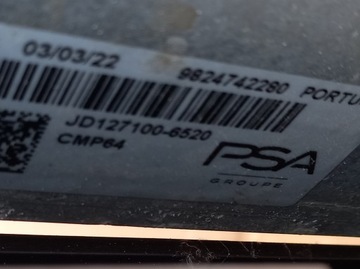 03/03/22
9824742280 PORTU
JD127100-6520
CMP64
PSA
GROUPE